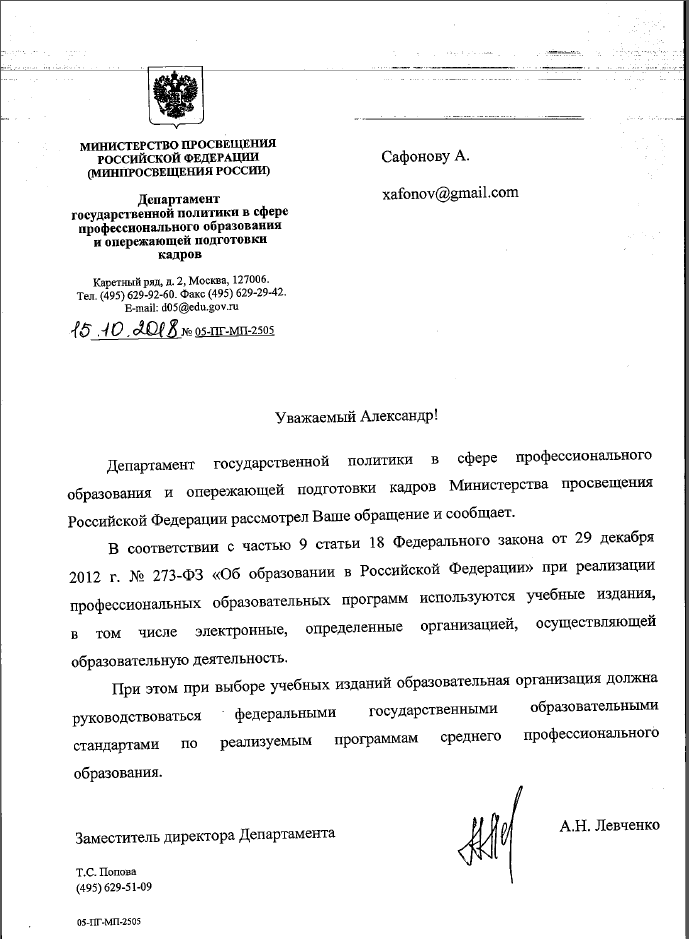 МИНИСТЕРСТВО ПРОСВЕЩЕНИЯ
РОССИЙСКОЙ ФЕДЕРАЦИИ
(МИНПРОСВЕЩЕНИЯ РОССИИ)
Департамент
государственной политики в сфере
профессионального образования
и опережающей подготовки
кадров
Каретный ряд, д. 2, Москва, 127006.
Тел. (495) 629-92-60. Факс (495) 629-29-42.
E-mail: d05@edu.gov.ru
15.10.2018 № 05-ПГ-МП-2505
Сафонову А.
xafonov@gmail.com
Уважаемый Александр!
Департамент государственной политики в сфере профессионального
образования и опережающей подготовки кадров Министерства просвещения
Российской Федерации рассмотрел Ваше обращение и сообщает.
В соответствии с частью 9 статьи 18 Федерального закона от 29 декабря
2012 г. № 273-ФЗ «Об образовании в Российской Федерации» при реализации
профессиональных образовательных программ используются учебные издания,
в том числе электронные, определенные организацией, осуществляющей
образовательную деятельность.
При этом при выборе учебных изданий образовательная организация должна
руководствоваться федеральными государственными образовательными
стандартами по реализуемым программам среднего профессионального
образования.
Заместитель директора Департамента
А.Н. Левченко
Т.С. Попова
(495) 629-51-09
05-ПГ-МП-2505